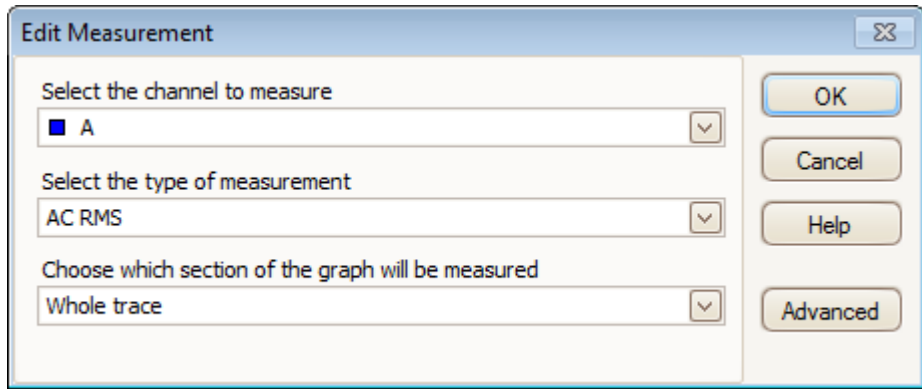 Edit Measurement
Select the channel to measure
A
Select the type of measurement
AC RMS
Choose which section of the graph will be measured
Whole trace
OK
Cancel
Help
Advanced